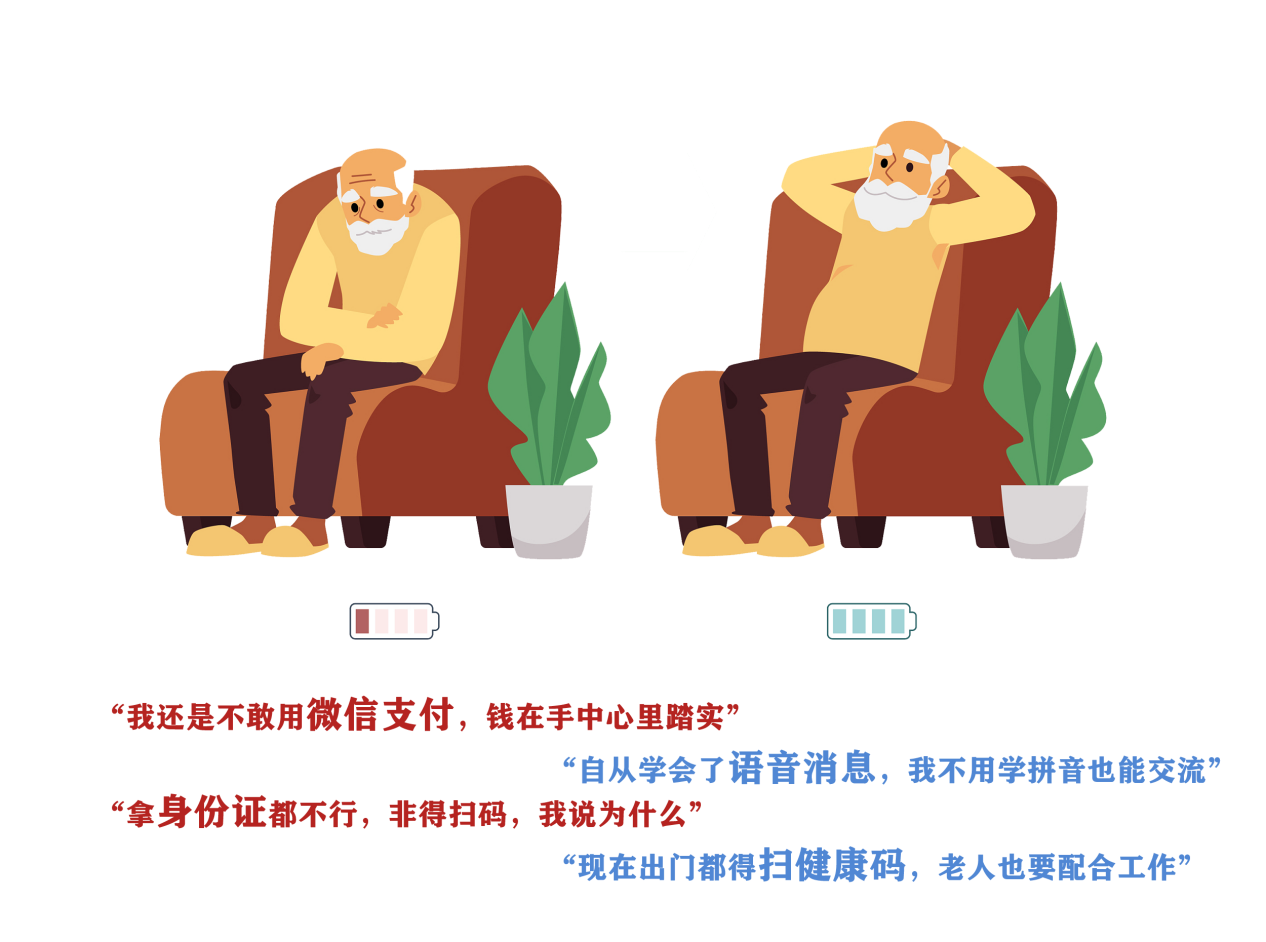 “我还是不敢用微信支付，钱在手中心里踏实”
“自从学会了语音消息，我不用学拼音也能交流”
“拿身份证都不行，非得扫码，我说为什么”
“现在出门都得扫健康码，老人也要配合工作”